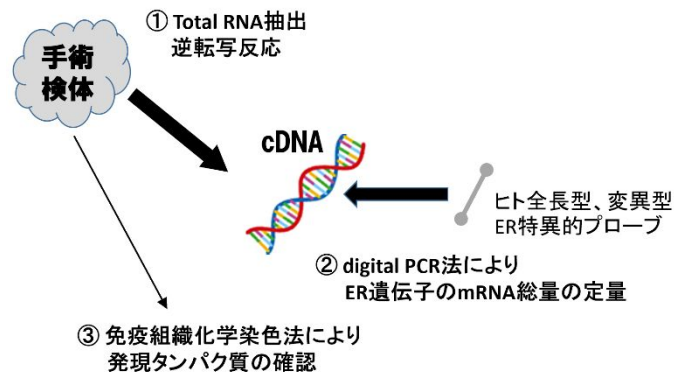 ① Total RNA抽出
逆転写反応
手術
検体
cDNA
ヒト全長型、変異型
ER特異的プローブ
② digital PCR法により
ER遺伝子のmRNA総量の定量
③ 免疫組織化学染色法により
発現タンパク質の確認